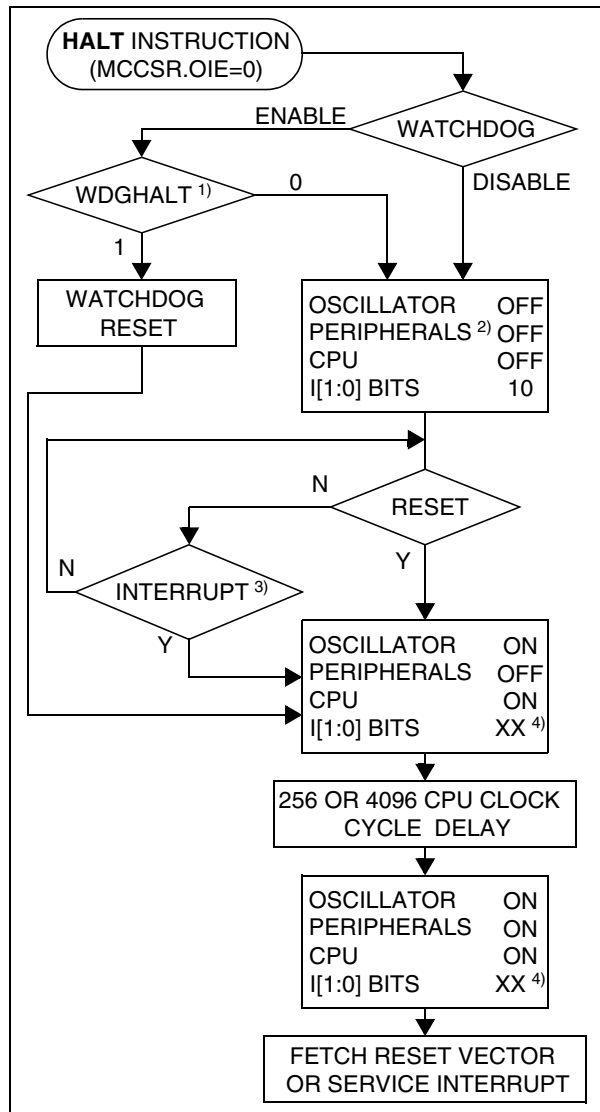 HALT INSTRUCTION
(MCCSR.OIE=0)
ENABLE
WATCHDOG
WDGHALT 1)
0
DISABLE
1
WATCHDOG
RESET
OSCILLATOR OFF
PERIPHERALS 2) OFF
CPU OFF
I[1:0] BITS 10
N
RESET
N
INTERRUPT 3)
Y
Y
OSCILLATOR ON
PERIPHERALS OFF
CPU ON
I[1:0] BITS XX 4)
256 OR 4096 CPU CLOCK
CYCLE DELAY
OSCILLATOR ON
PERIPHERALS ON
CPU ON
I[1:0] BITS XX 4)
FETCH RESET VECTOR
OR SERVICE INTERRUPT